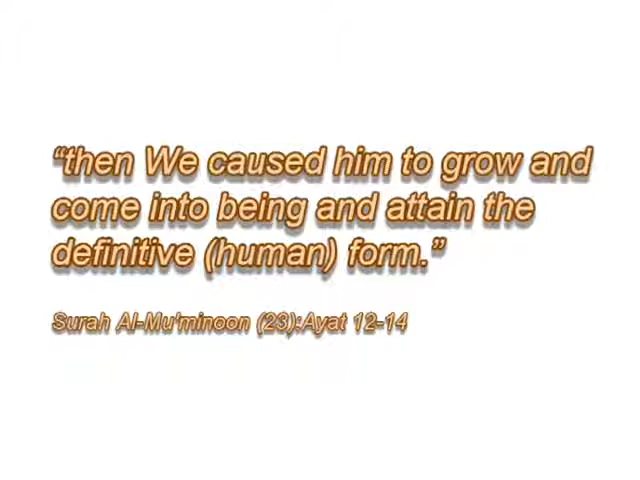 “then We caused him to grow and
come into being and attain the
definitive (human) form.”
Surah Al-Mu'minoon (23):Ayat 12-14